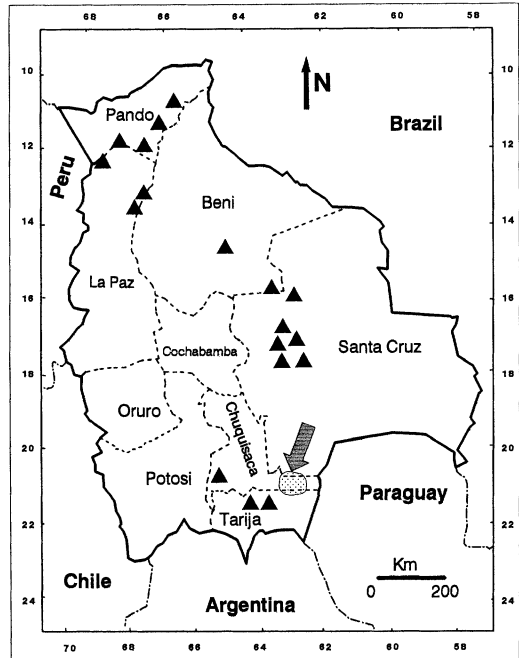 68 66 64 62 60 58
10
12
14
16
18
20
22
24
N
Pando
Brazil
Peru
Beni
La Paz
Cochabamba
Santa Cruz
Oruro
Chuquisaca
Potosi
Tarija
Paraguay
Km
0 200
Chile
Argentina
10
12
14
16
18
20
22
24
70 68 66 64 62 60 58